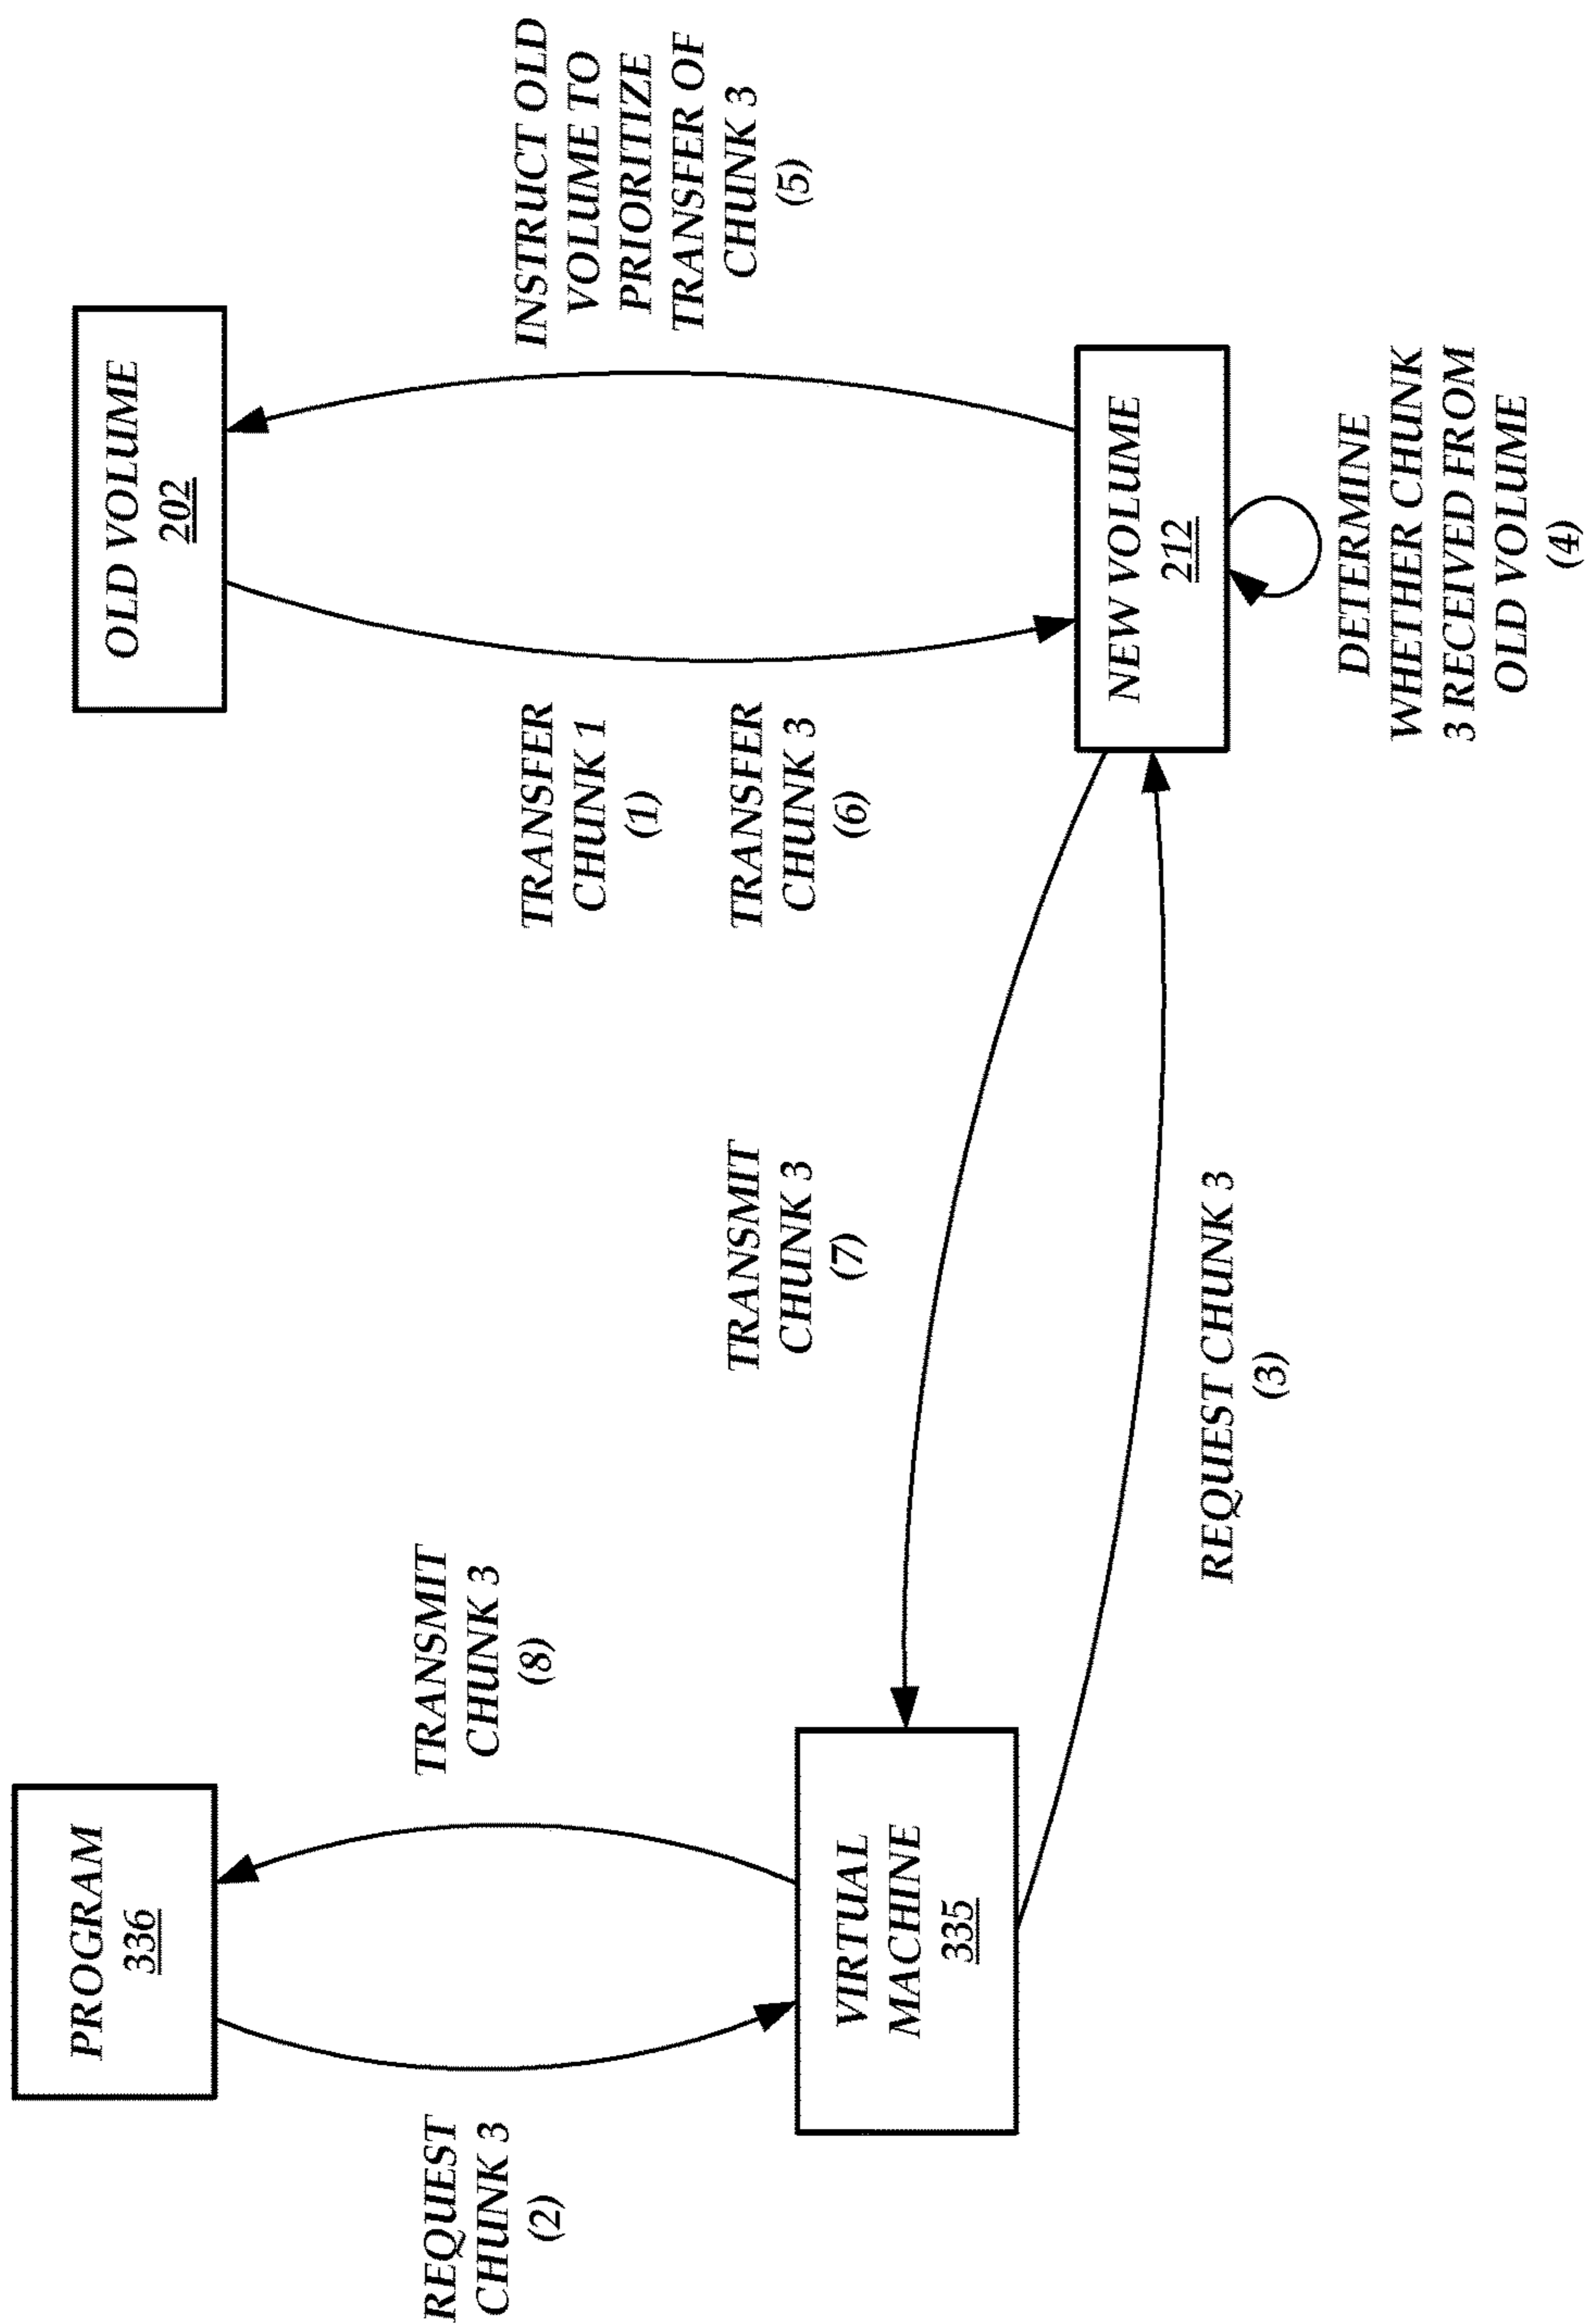 PROGRAM
336
REQUEST
CHUNK 3
(2)
TRANSMIT
CHUNK 3
(8)
VIRTUAL
MACHINE
335
TRANSMIT
CHUNK 3
(7)
REQUEST CHUNK 3
(3)
OLD VOLUME
202
TRANSFER
CHUNK 1
(1)
TRANSFER
CHUNK 3
(6)
INSTRUCT OLD
VOLUME TO
PRIORITIZE
TRANSFER OF
CHUNK 3
(5)
NEW VOLUME
212
DETERMINE
WHETHER CHUNK
3 RECEIVED FROM
OLD VOLUME
(4)